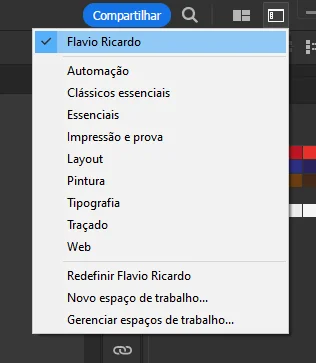 Compartilhar
Flavio Ricardo
Automação
Clássicos essenciais
Essenciais
Impressão e prova
Layout
Pintura
Tipografia
Traçado
Web
Redefinir Flavio Ricardo
Novo espaço de trabalho...
Gerenciar espaços de trabalho...